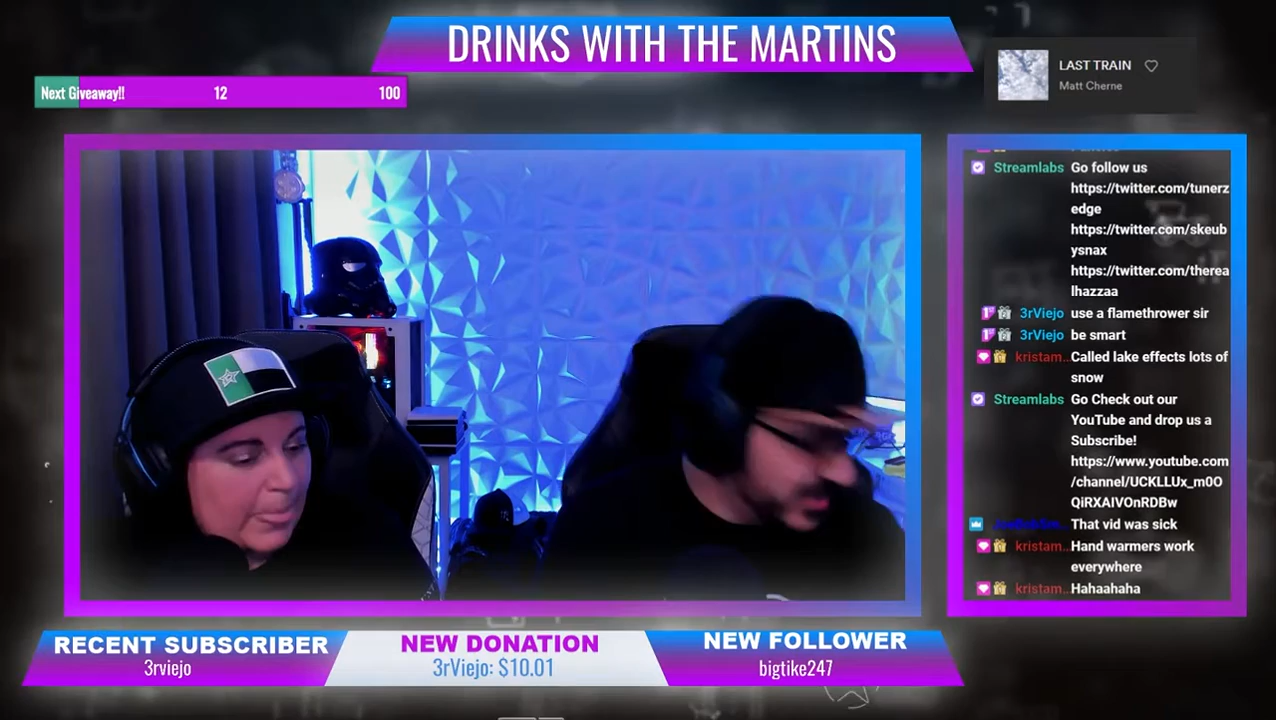 DRINKS WITH THE MARTINS
LAST TRAIN
Matt Cherne
Next Giveaway!! 12 100
Streamlabs Go follow us
https://twitter.com/tunerz
edge
https://twitter.com/skeub
ysnax
https://twitter.com/therea
lhazzaa
3rViejo use a flamethrower sir
3rViejo be smart
kristam... Called lake effects lots of
snow
Streamlabs Go Check out our
YouTube and drop us a
Subscribe!
https://www.youtube.com
/channel/UCKLLUx_m0O
QiRXAIVOnRDBw
That vid was sick
kristam... Hand warmers work
everywhere
kristam... Hahaahaha
RECENT SUBSCRIBER
3rviejo
NEW DONATION
3rViejo: $10.01
NEW FOLLOWER
bigtike247